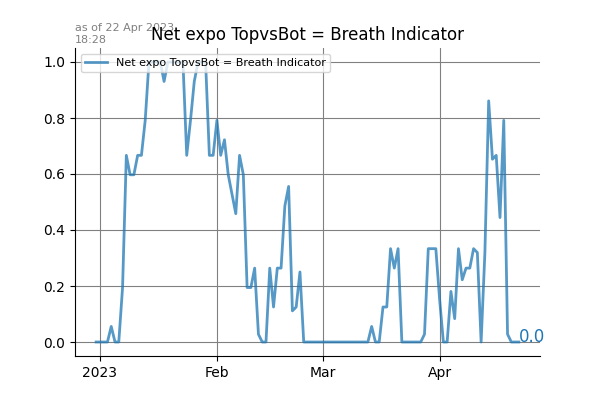 as of 22 Apr 2023
18:28
Net expo TopvsBot = Breath Indicator
Net expo TopvsBot = Breath Indicator
1.0
0.8
0.6
0.4
0.2
0.0
0.0
2023 Feb Mar Apr